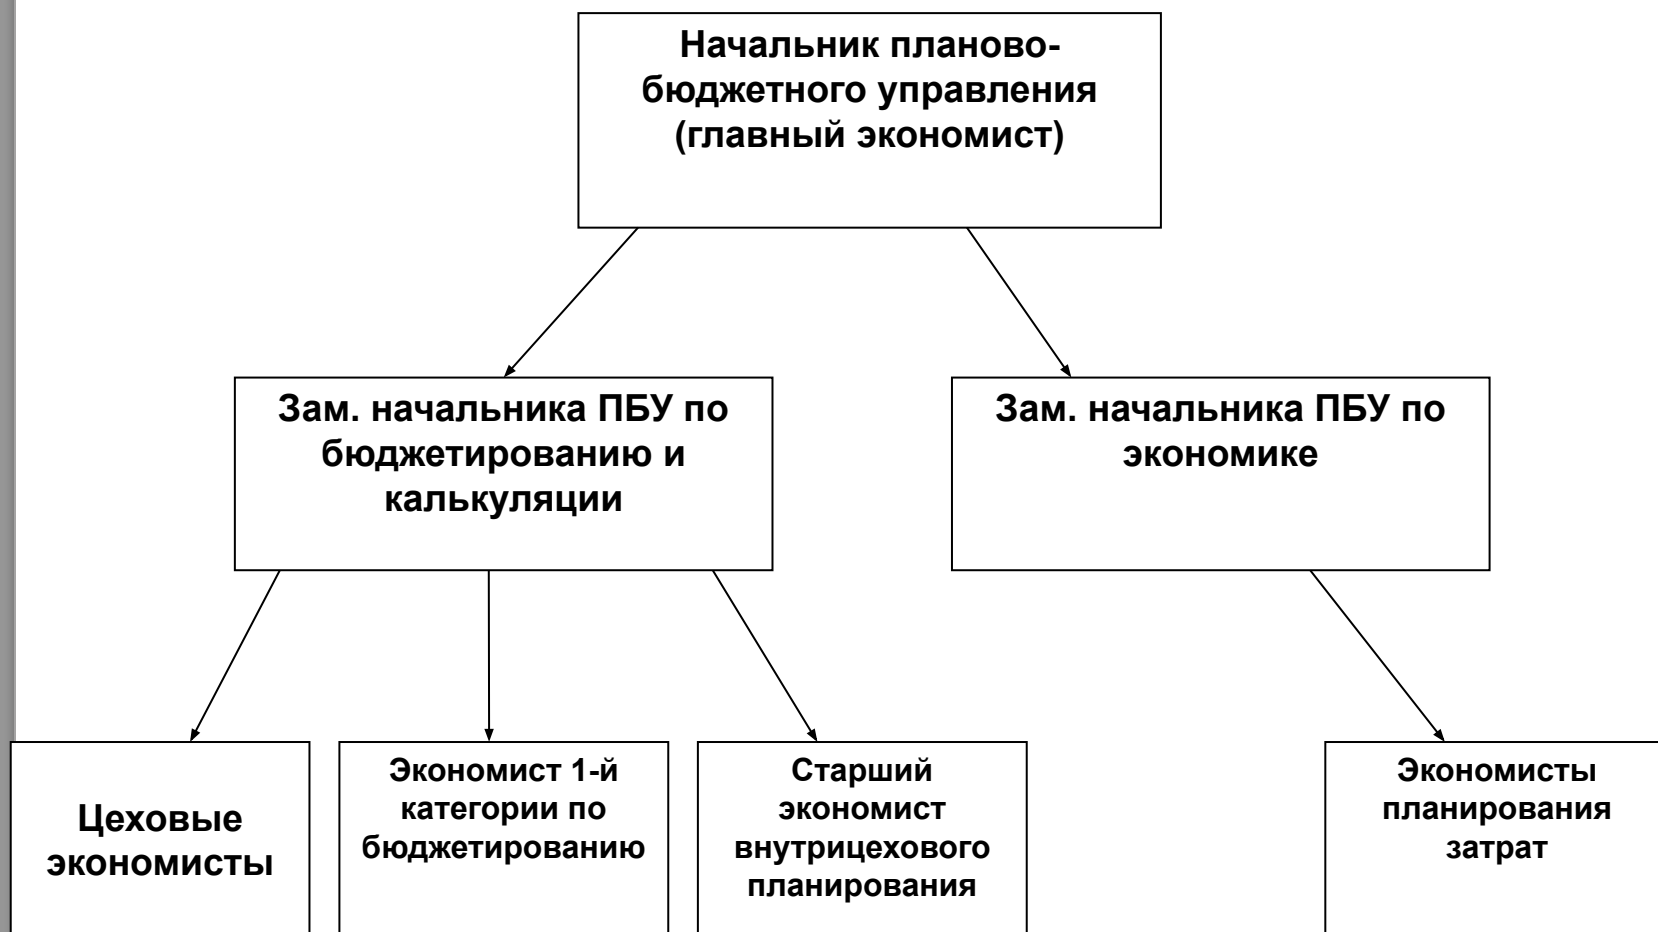 Начальник планово-
бюджетного управления
(главный экономист)
Зам. начальника ПБУ по
бюджетированию и
калькуляции
Зам. начальника ПБУ по
экономике
Цеховые
экономисты
Экономист 1-й
категории по
бюджетированию
Старший
экономист
внутрицехового
планирования
Экономисты
планирования
затрат